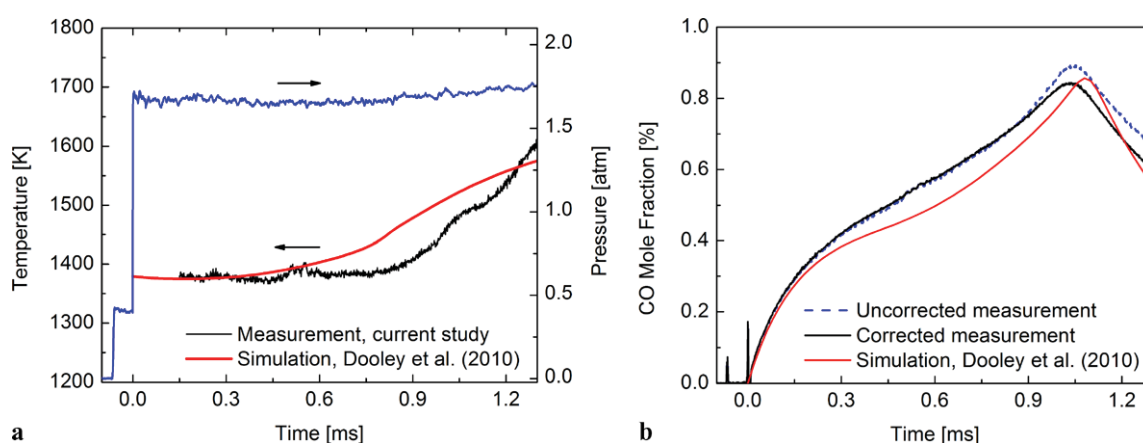 1800
1700
1600
1500
1400
1300
1200
Temperature [K]
2.0
1.5
1.0
0.5
0.0
Pressure [atm]
Measurement, current study
Simulation, Dooley et al. (2010)
0.0 0.3 0.6 0.9 1.2
Time [ms]
a
1.0
0.8
0.6
0.4
0.2
0.0
CO Mole Fraction [%]
Uncorrected measurement
Corrected measurement
Simulation, Dooley et al. (2010)
0.0 0.3 0.6 0.9 1.2
Time [ms]
b